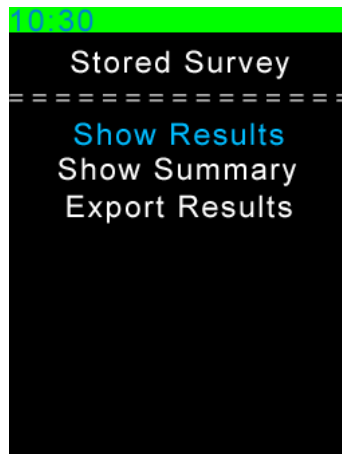 10:30
Stored Survey
===============
Show Results
Show Summary
Export Results